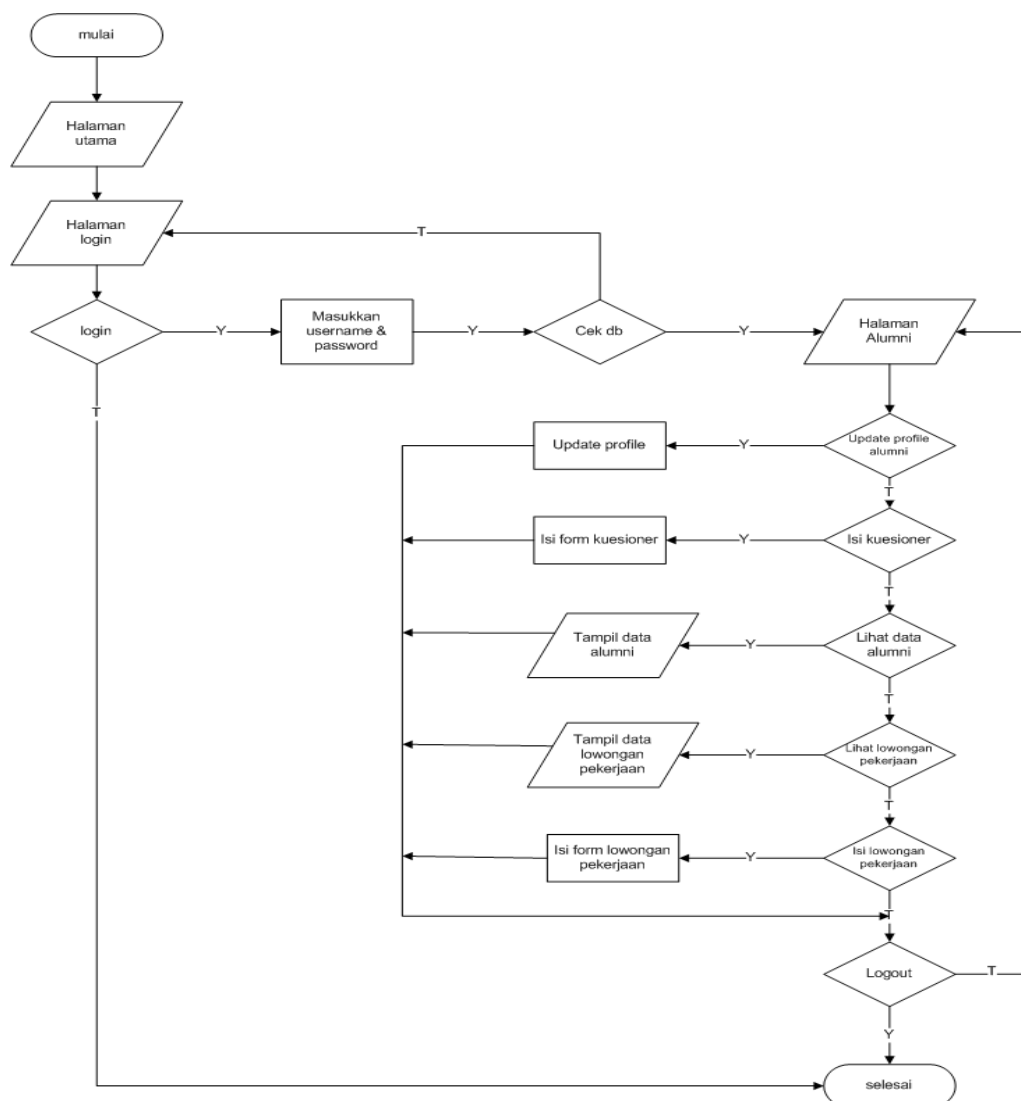 mulai
Halaman
utama
Halaman
login
T
login
Y
Masukkan
username &
password
Y
Cek db
Y
Halaman
Alumni
T
Update profile
Y
Update profile
alumni
T
Isi form kuesioner
Y
Isi kuesioner
T
Tampil data
alumni
Y
Lihat data
alumni
T
Tampil data
lowongan
pekerjaan
Y
Lihat lowongan
pekerjaan
T
Isi form lowongan
pekerjaan
Y
Isi lowongan
pekerjaan
T
Logout
T
Y
selesai